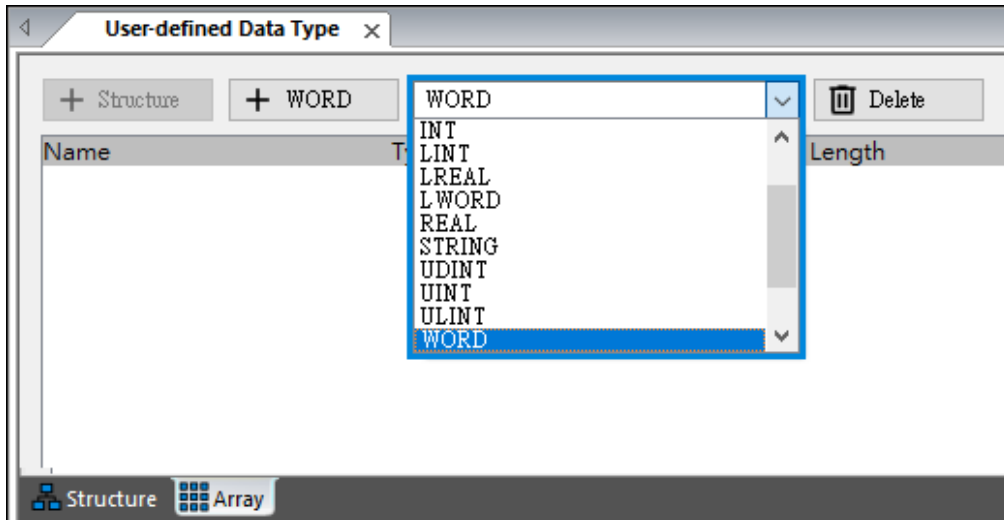 User-defined Data Type
+ Structure
+ WORD
WORD
Delete
Name
Length
INT
LINT
LREAL
LWORD
REAL
STRING
UDINT
UINT
ULINT
WORD
Structure
Array